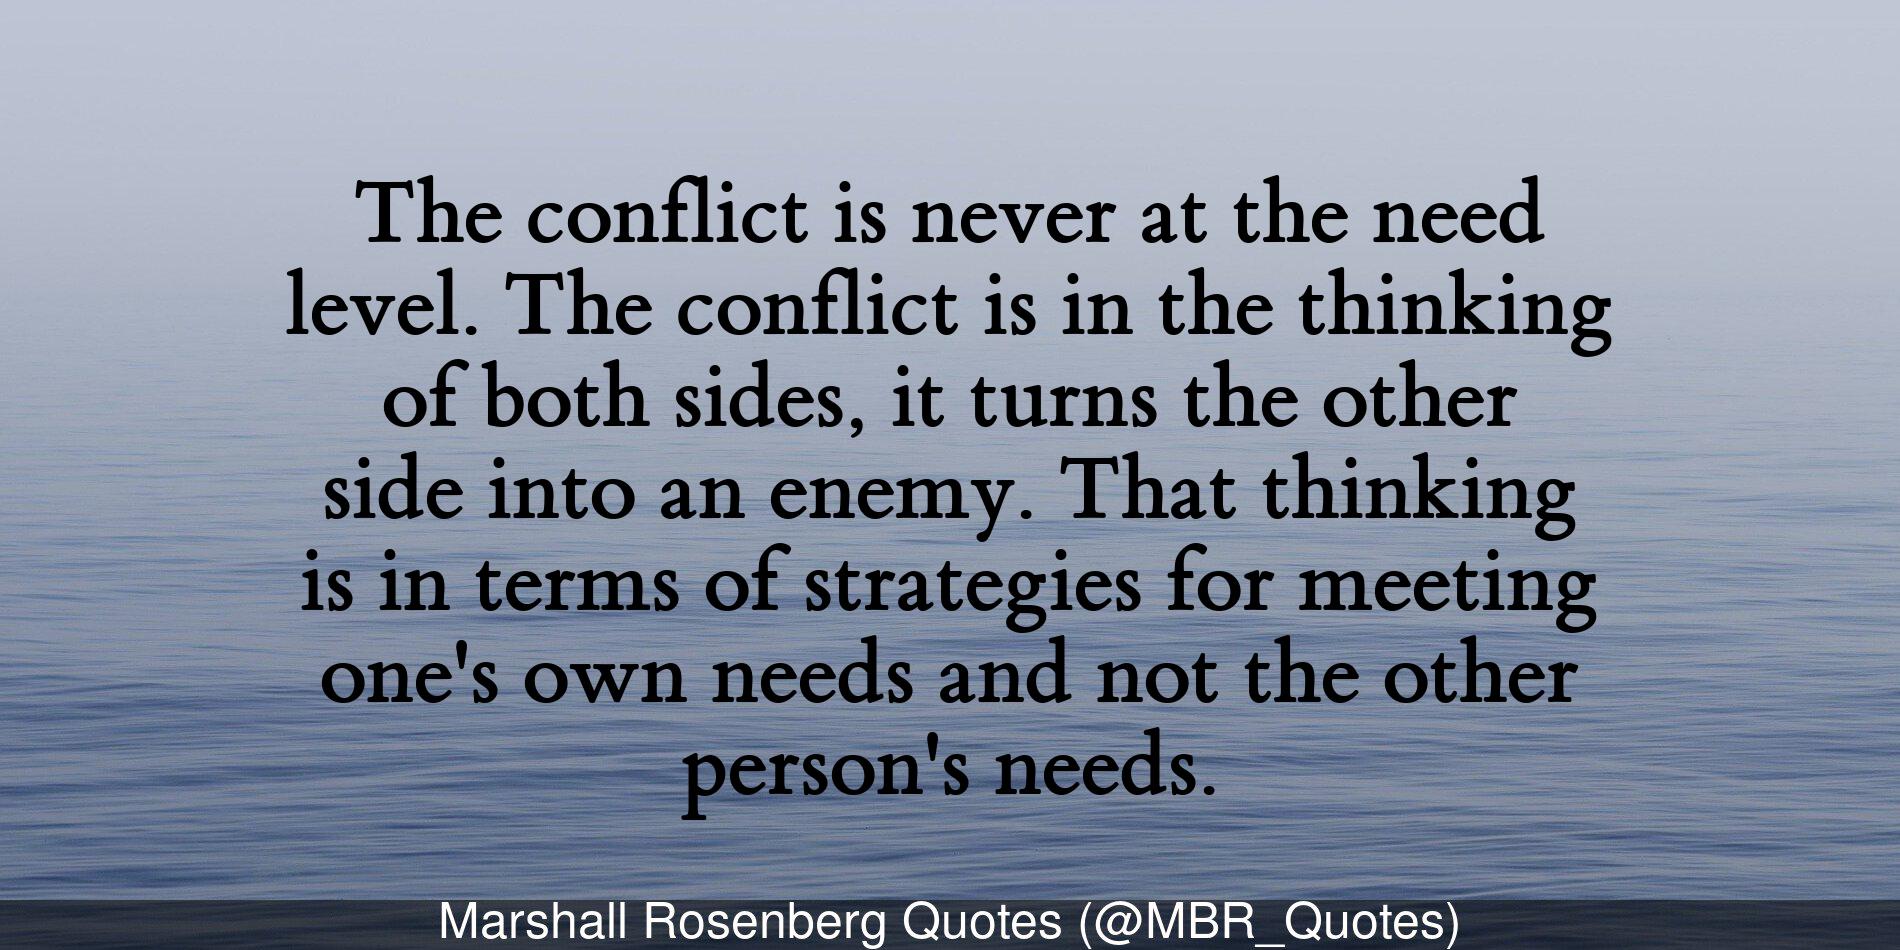 The conflict is never at the need
level. The conflict is in the thinking
of both sides, it turns the other
side into an enemy. That thinking
is in terms of strategies for meeting
one's own needs and not the other
person's needs.
Marshall Rosenberg Quotes (@MBR_Quotes)